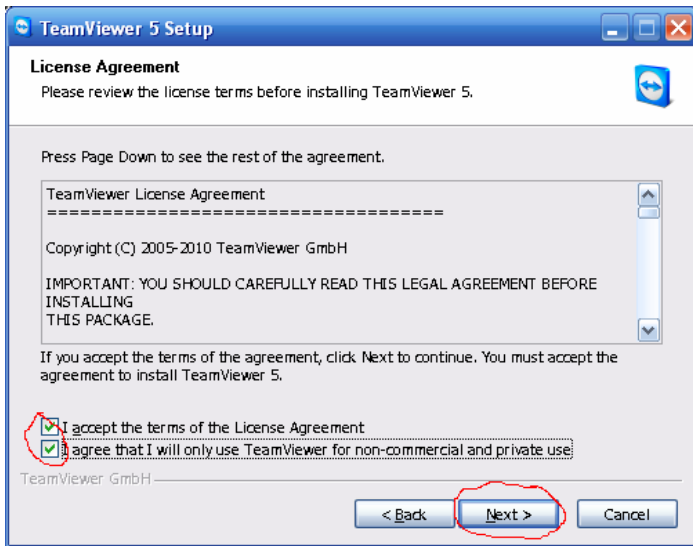 TeamViewer 5 Setup
License Agreement
Please review the license terms before installing TeamViewer 5.
Press Page Down to see the rest of the agreement.
TeamViewer License Agreement
=====================================
Copyright (C) 2005-2010 TeamViewer GmbH
IMPORTANT: YOU SHOULD CAREFULLY READ THIS LEGAL AGREEMENT BEFORE
INSTALLING
THIS PACKAGE.
If you accept the terms of the agreement, click Next to continue. You must accept the
agreement to install TeamViewer 5.
I accept the terms of the License Agreement
I agree that I will only use TeamViewer for non-commercial and private use
TeamViewer GmbH
< Back Next > Cancel